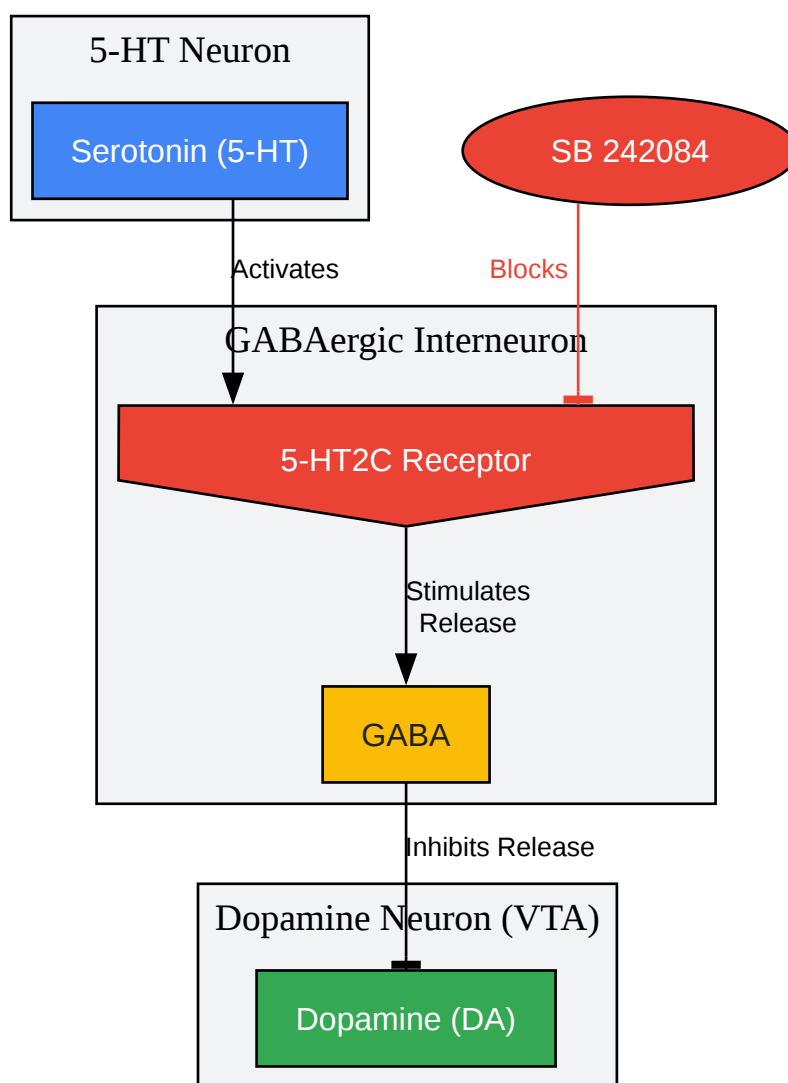 5-HT Neuron
Serotonin (5-HT)
SB 242084
Activates
Blocks
GABAergic Interneuron
5-HT2C Receptor
Stimulates
Release
GABA
Inhibits Release
Dopamine Neuron (VTA)
Dopamine (DA)